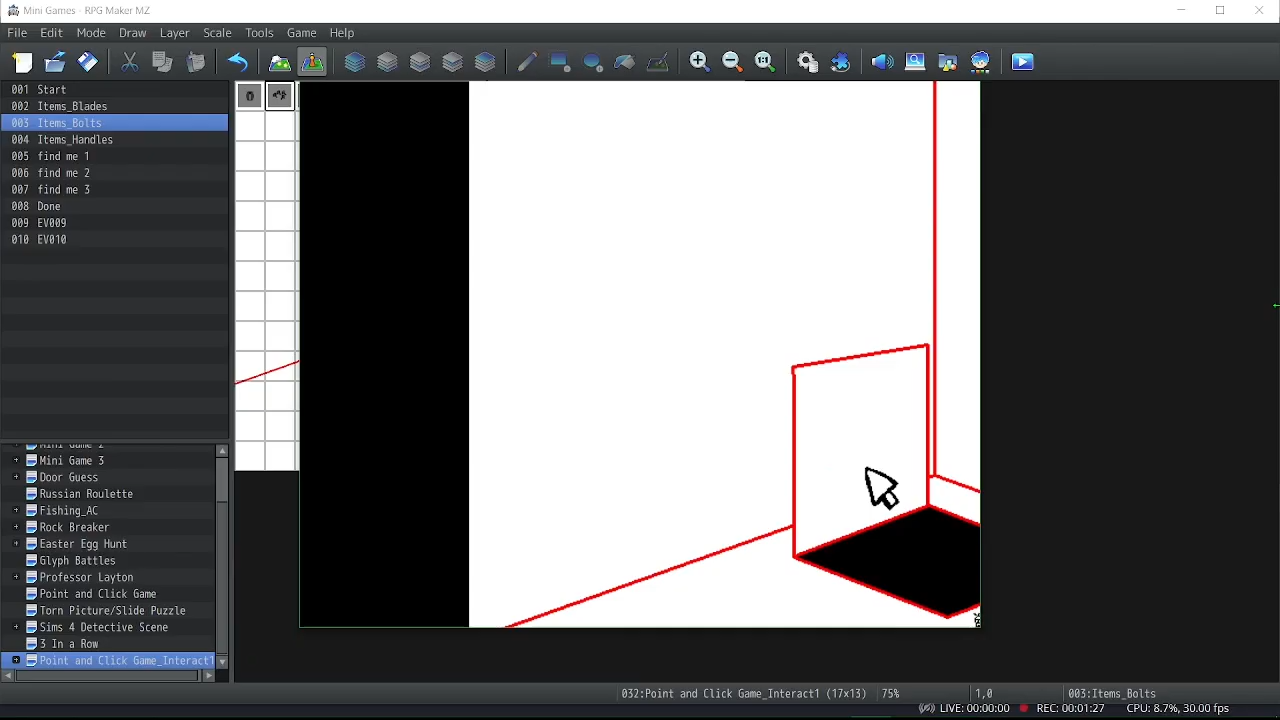 Mini Games - RPG Maker MZ
File Edit Mode Draw Layer Scale Tools Game Help
1:1
001 Start
002 Items_Blades
003 Items_Bolts
004 Items_Handles
005 find me 1
006 find me 2
007 find me 3
008 Done
009 EV009
010 EV010
Mini Game 2
Mini Game 3
Door Guess
Russian Roulette
Fishing_AC
Rock Breaker
Easter Egg Hunt
Glyph Battles
Professor Layton
Point and Click Game
Torn Picture/Slide Puzzle
Sims 4 Detective Scene
3 In a Row
Point and Click Game_Interact1
032:Point and Click Game_Interact1 (17x13) 75% 1,0 003:Items_Bolts
LIVE: 00:00:00 REC: 00:01:27 CPU: 8.7%, 30.00 fps